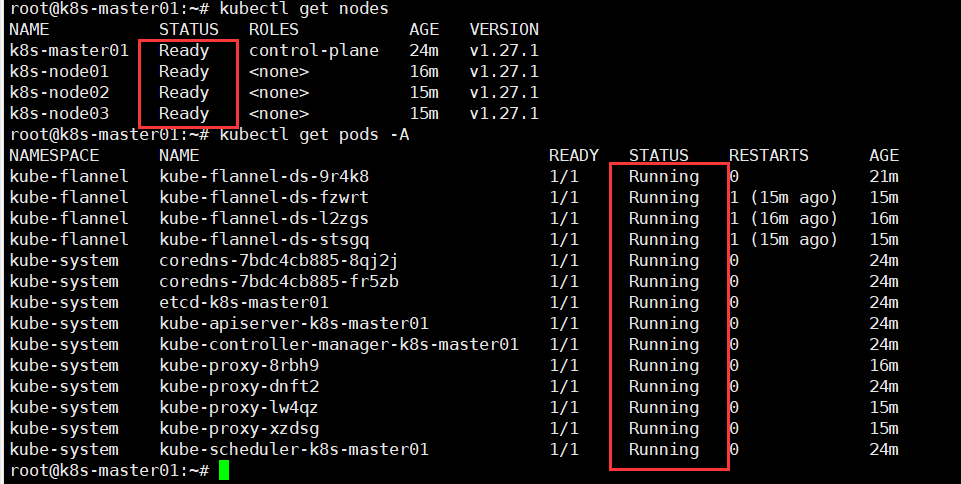 root@k8s-master01:~# kubectl get nodes
NAME STATUS ROLES AGE VERSION
k8s-master01 Ready control-plane 24m v1.27.1
k8s-node01 Ready <none> 16m v1.27.1
k8s-node02 Ready <none> 15m v1.27.1
k8s-node03 Ready <none> 15m v1.27.1
root@k8s-master01:~# kubectl get pods -A
NAMESPACE NAME READY STATUS RESTARTS AGE
kube-flannel kube-flannel-ds-9r4k8 1/1 Running 0 21m
kube-flannel kube-flannel-ds-fzwrt 1/1 Running 1 (15m ago) 15m
kube-flannel kube-flannel-ds-l2zgs 1/1 Running 1 (16m ago) 16m
kube-flannel kube-flannel-ds-stsgq 1/1 Running 1 (15m ago) 15m
kube-system coredns-7bdc4cb885-8qj2j 1/1 Running 0 24m
kube-system coredns-7bdc4cb885-fr5zb 1/1 Running 0 24m
kube-system etcd-k8s-master01 1/1 Running 0 24m
kube-system kube-apiserver-k8s-master01 1/1 Running 0 24m
kube-system kube-controller-manager-k8s-master01 1/1 Running 0 24m
kube-system kube-proxy-8rbh9 1/1 Running 0 16m
kube-system kube-proxy-dnft2 1/1 Running 0 24m
kube-system kube-proxy-lw4qz 1/1 Running 0 15m
kube-system kube-proxy-xzdsg 1/1 Running 0 15m
kube-system kube-scheduler-k8s-master01 1/1 Running 0 24m
root@k8s-master01:~#